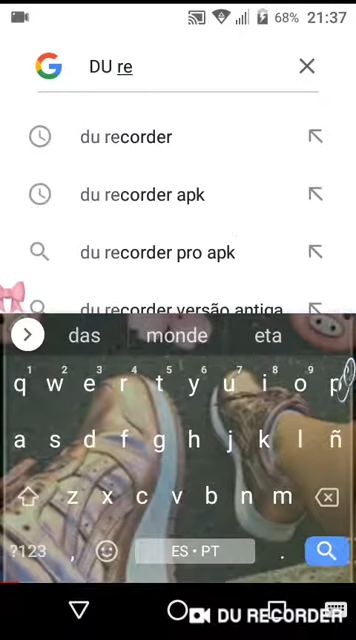 68% 21:37
DU re
du recorder
du recorder apk
du recorder pro apk
du recorder versão antiga
das monde eta
1 2 3 4 5 6 7 8 9
q w e r t y u i o p
a s d f g h j k l ñ
z x c v b n m
?123 , ES • PT .
DU RECORDER